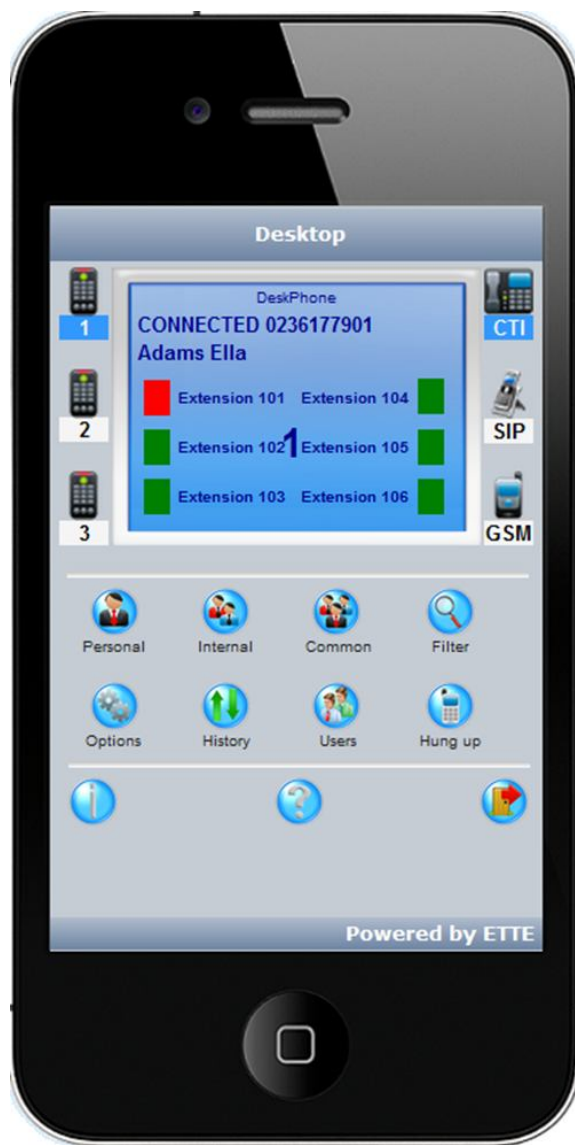 Desktop
DeskPhone
CONNECTED 0236177901
Adams Ella
Extension 101 Extension 104
Extension 102 1 Extension 105
Extension 103 Extension 106
1
2
3
CTI
SIP
GSM
Personal Internal Common Filter
Options History Users Hung up
i ?
Powered by ETTE